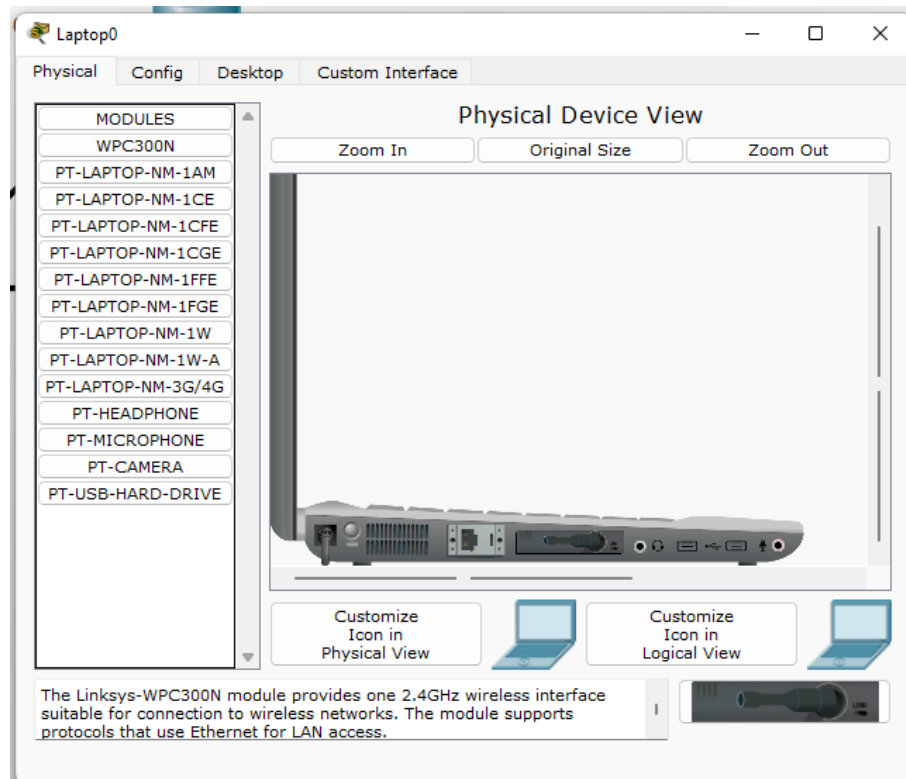 Laptop0
Physical Config Desktop Custom Interface
MODULES
WPC300N
PT-LAPTOP-NM-1AM
PT-LAPTOP-NM-1CE
PT-LAPTOP-NM-1CFE
PT-LAPTOP-NM-1CGE
PT-LAPTOP-NM-1FFE
PT-LAPTOP-NM-1FGE
PT-LAPTOP-NM-1W
PT-LAPTOP-NM-1W-A
PT-LAPTOP-NM-3G/4G
PT-HEADPHONE
PT-MICROPHONE
PT-CAMERA
PT-USB-HARD-DRIVE
Physical Device View
Zoom In Original Size Zoom Out
Customize
Icon in
Physical View
Customize
Icon in
Logical View
The Linksys-WPC300N module provides one 2.4GHz wireless interface
suitable for connection to wireless networks. The module supports
protocols that use Ethernet for LAN access.
LINK